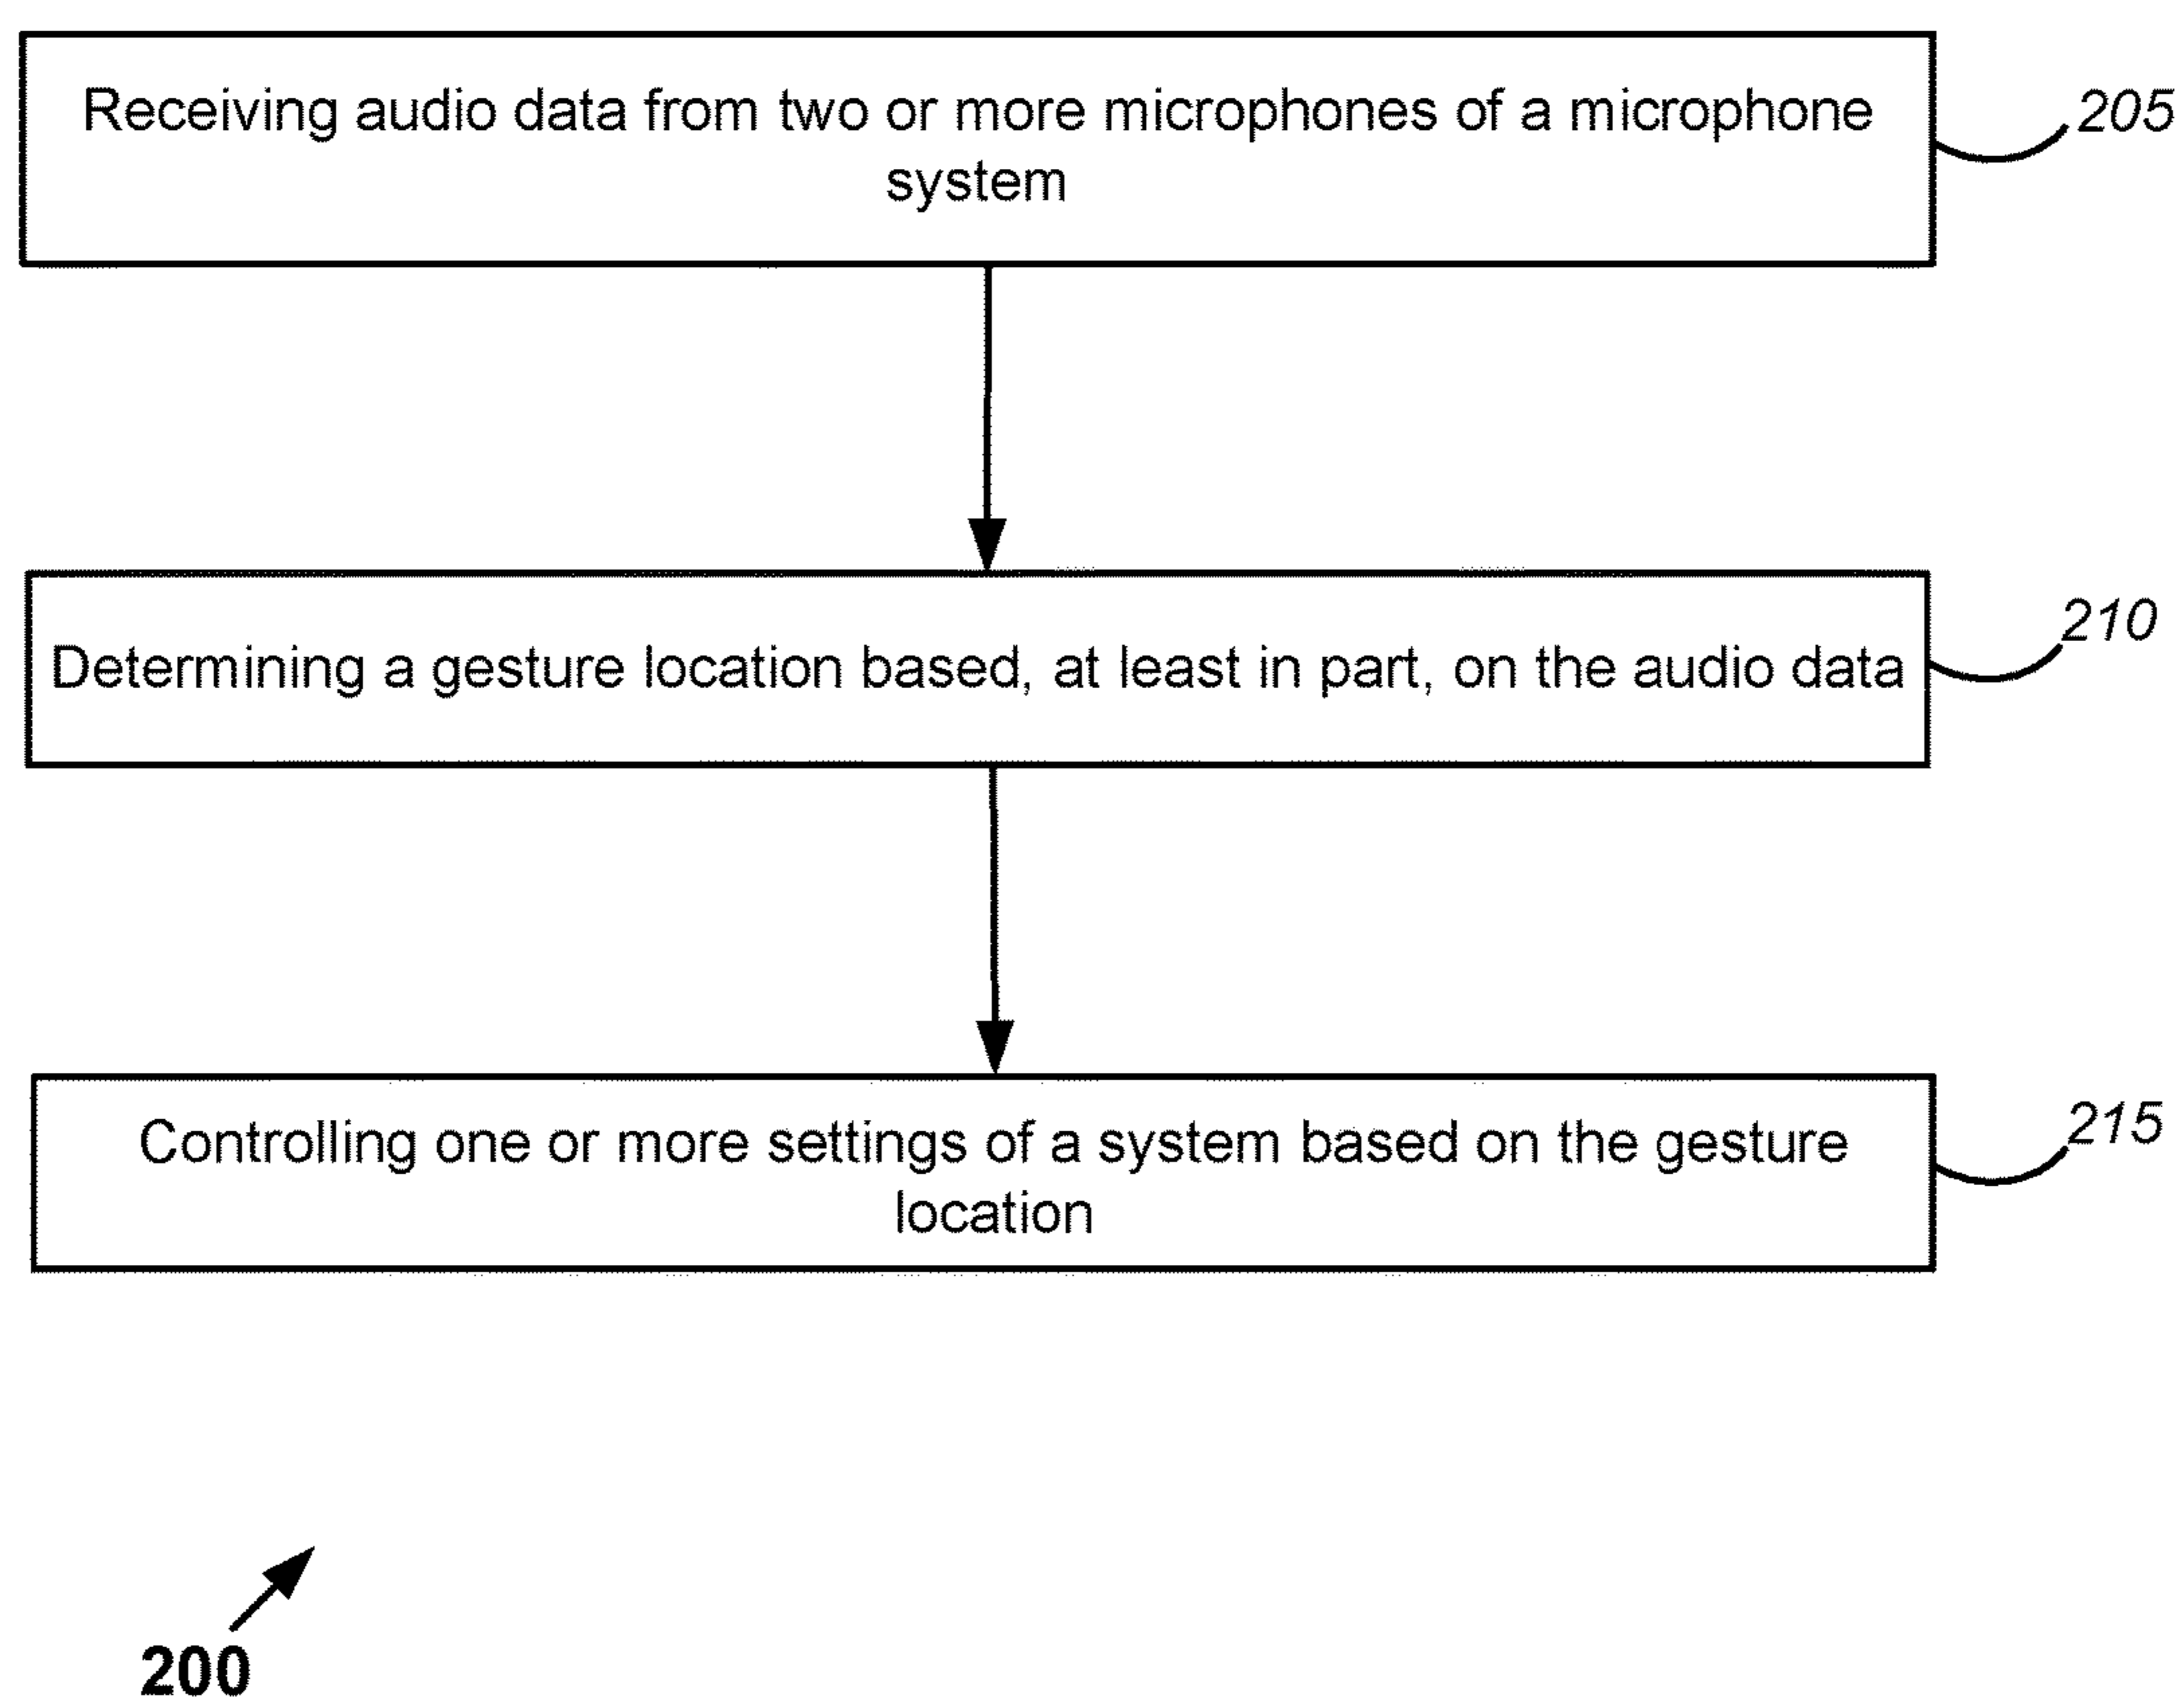 Receiving audio data from two or more microphones of a microphone
system
205
Determining a gesture location based, at least in part, on the audio data
210
Controlling one or more settings of a system based on the gesture
location
215
200